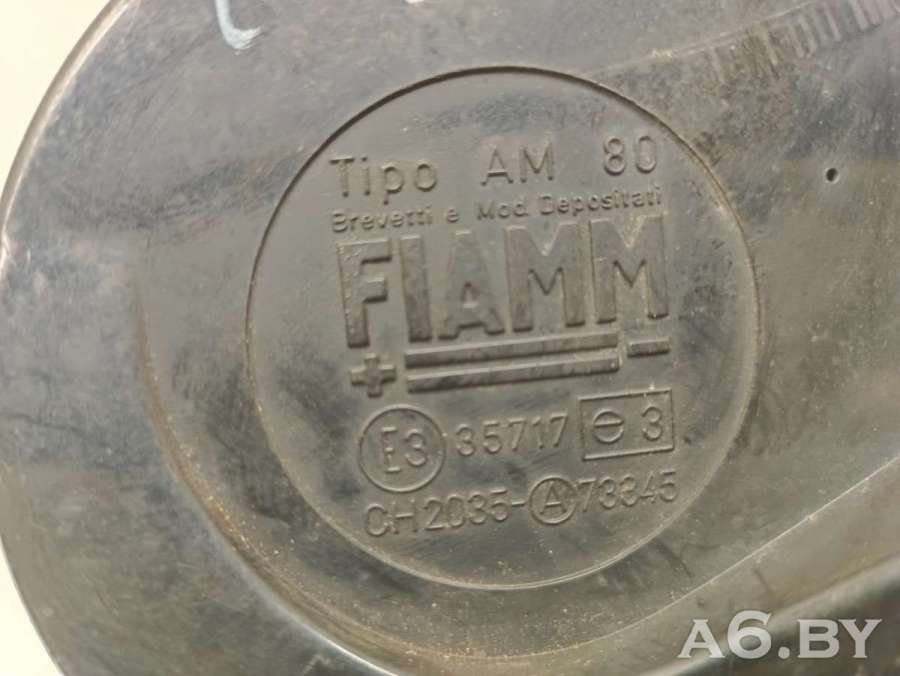 Tipo AM 80
Brevetti e Mod. Depositati
FIAMM
+ -
E3 35717 e 3
CH2035-A73345
A6.BY